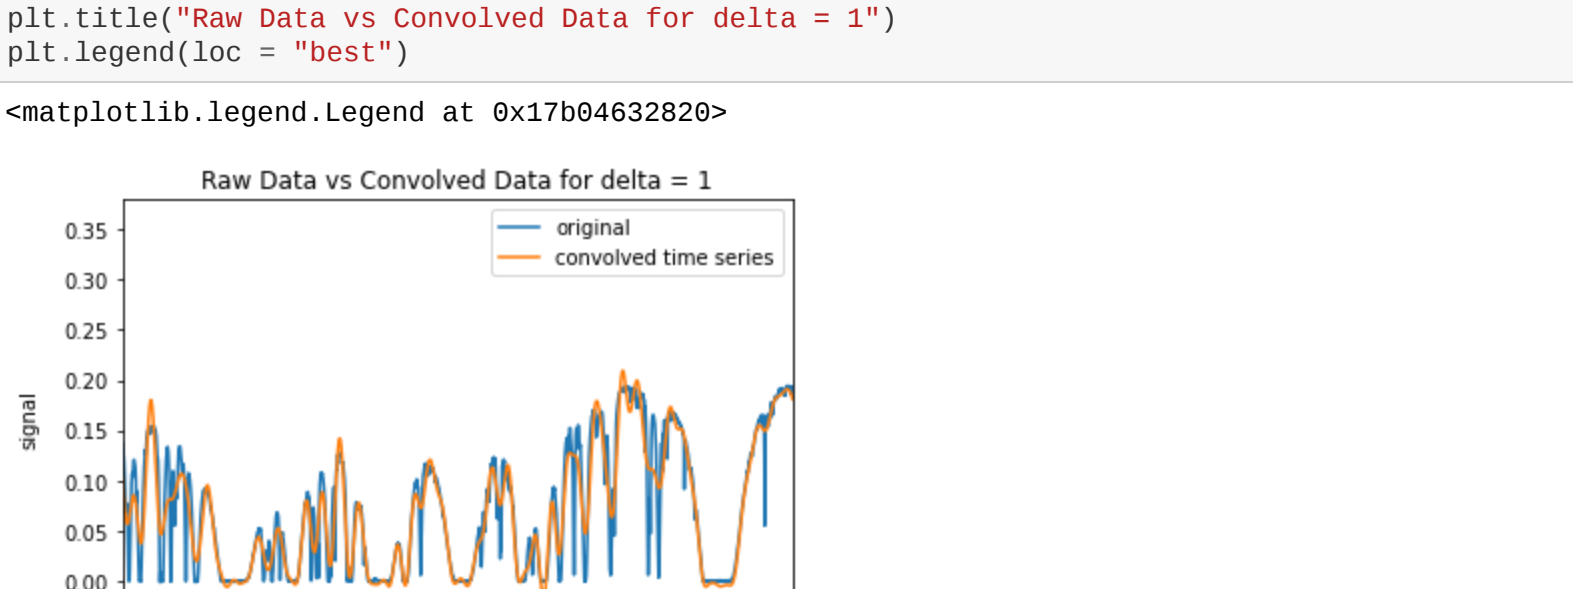 plt.title("Raw Data vs Convolved Data for delta = 1")
plt.legend(loc = "best")
<matplotlib.legend.Legend at 0x17b04632820>
Raw Data vs Convolved Data for delta = 1
original
convolved time series
0.35
0.30
0.25
0.20
0.15
0.10
0.05
0.00
signal